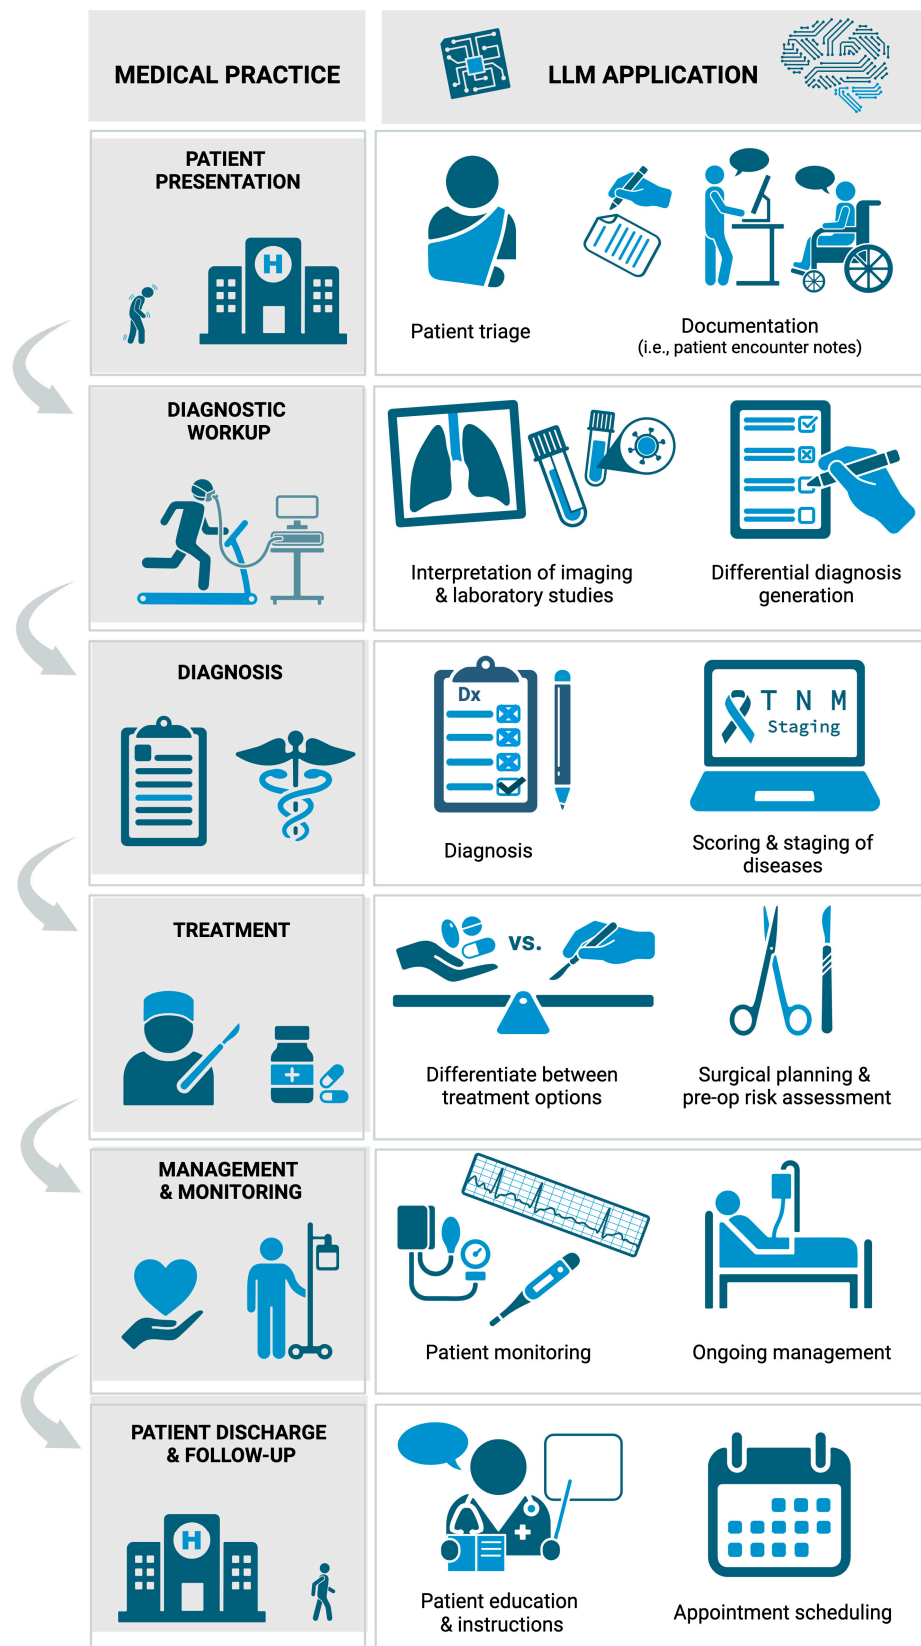 MEDICAL PRACTICE
LLM APPLICATION
PATIENT
PRESENTATION
H
Patient triage
Documentation
(i.e., patient encounter notes)
DIAGNOSTIC
WORKUP
Interpretation of imaging
& laboratory studies
Differential diagnosis
generation
DIAGNOSIS
Dx
Diagnosis
T N M
Staging
Scoring & staging of
diseases
TREATMENT
vs.
Differentiate between
treatment options
Surgical planning &
pre-op risk assessment
MANAGEMENT
& MONITORING
Patient monitoring
Ongoing management
PATIENT DISCHARGE
& FOLLOW-UP
H
Patient education
& instructions
Appointment scheduling